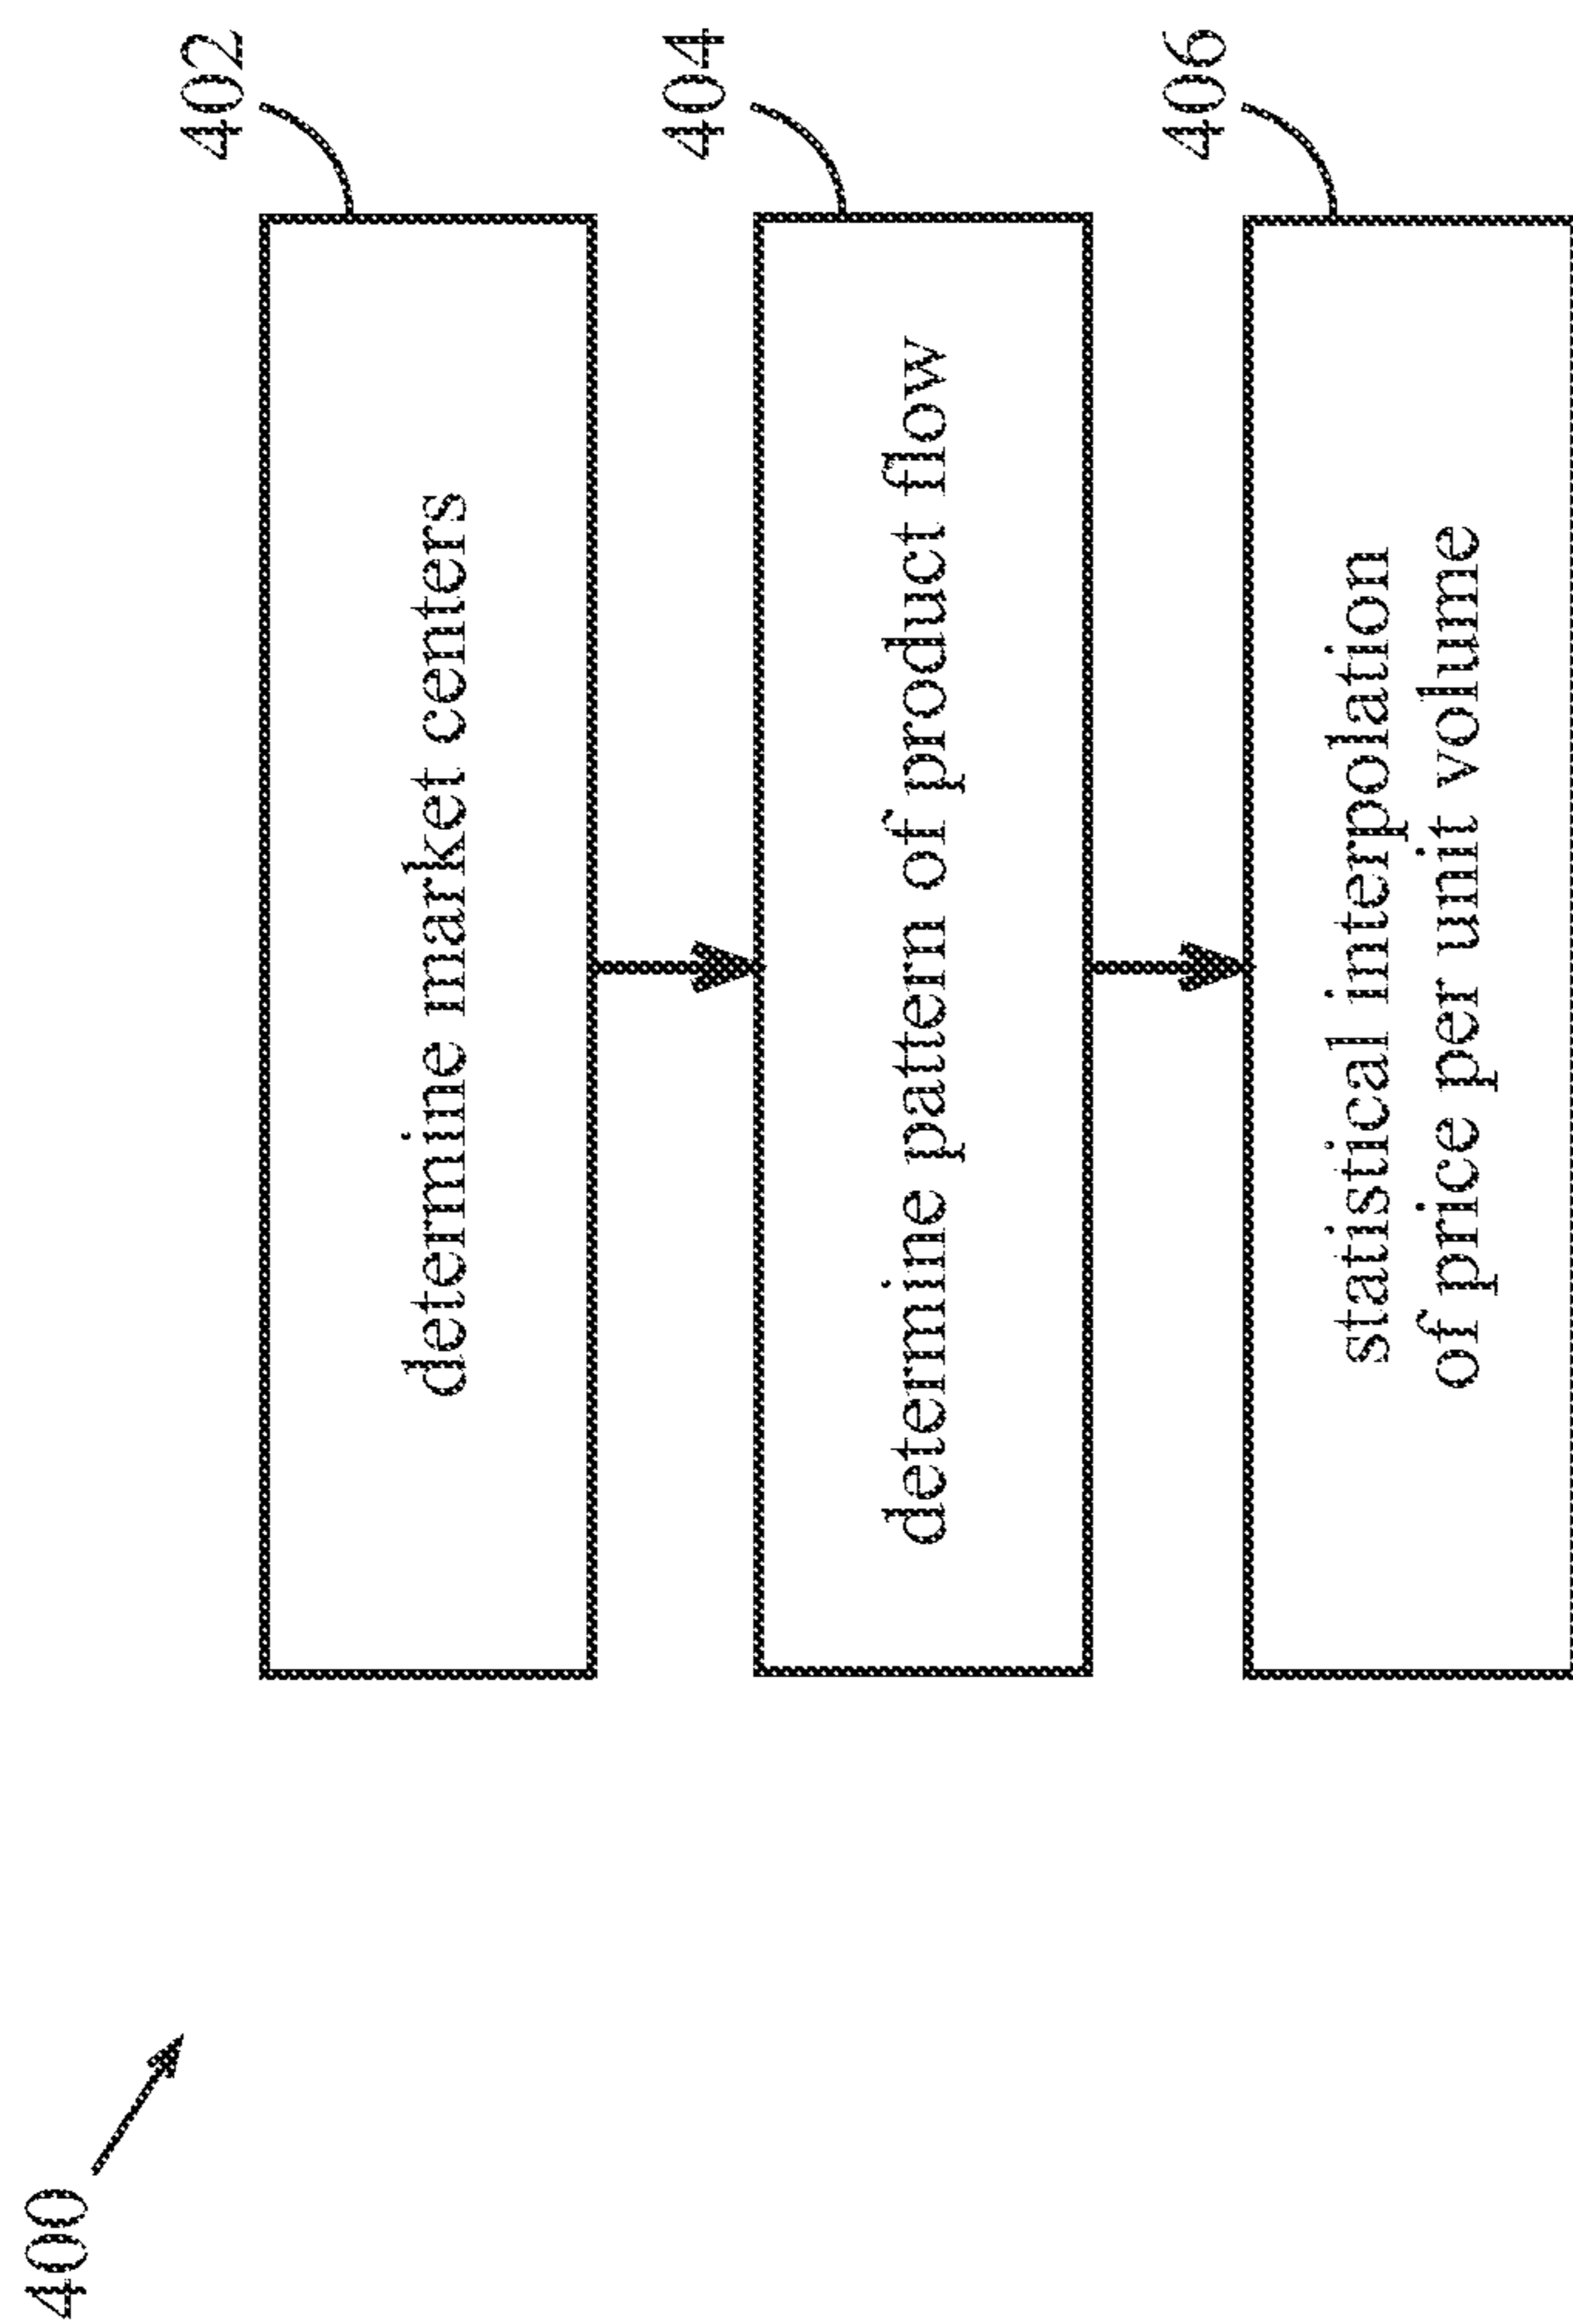 400
402
determine market centers
404
determine pattern of product flow
406
statistical interpolation
of price per unit volume